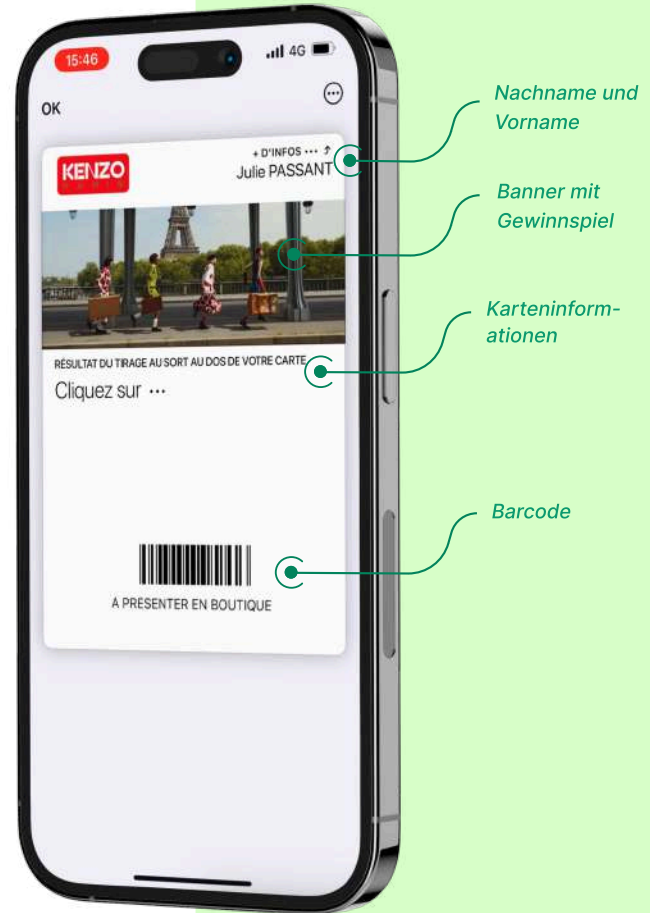 15:46
4G
OK
KENZO
PARIS
+ D'INFOS ••• ⤴
Julie PASSANT
RÉSULTAT DU TIRAGE AU SORT AU DOS DE VOTRE CARTE
Cliquez sur •••
A PRESENTER EN BOUTIQUE
Nachname und
Vorname
Banner mit
Gewinnspiel
Karteninform-
ationen
Barcode